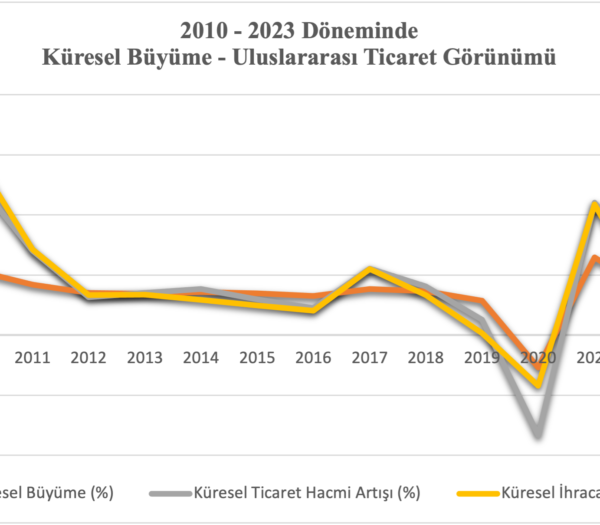 2010 - 2023 Döneminde
Küresel Büyüme - Uluslararası Ticaret Görünümü
2011 2012 2013 2014 2015 2016 2017 2018 2019 2020 202
esel Büyüme (%) Küresel Ticaret Hacmi Artışı (%) Küresel İhraca